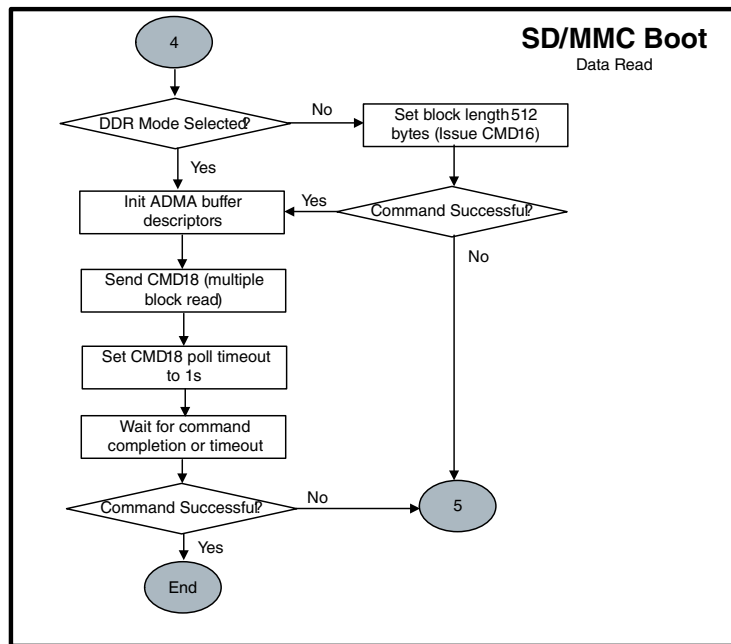 SD/MMC Boot
Data Read
4
DDR Mode Selected?
No
Set block length 512
bytes (Issue CMD16)
Yes
Init ADMA buffer
descriptors
Yes
Command Successful?
No
Send CMD18 (multiple
block read)
Set CMD18 poll timeout
to 1s
Wait for command
completion or timeout
Command Successful?
No
5
Yes
End